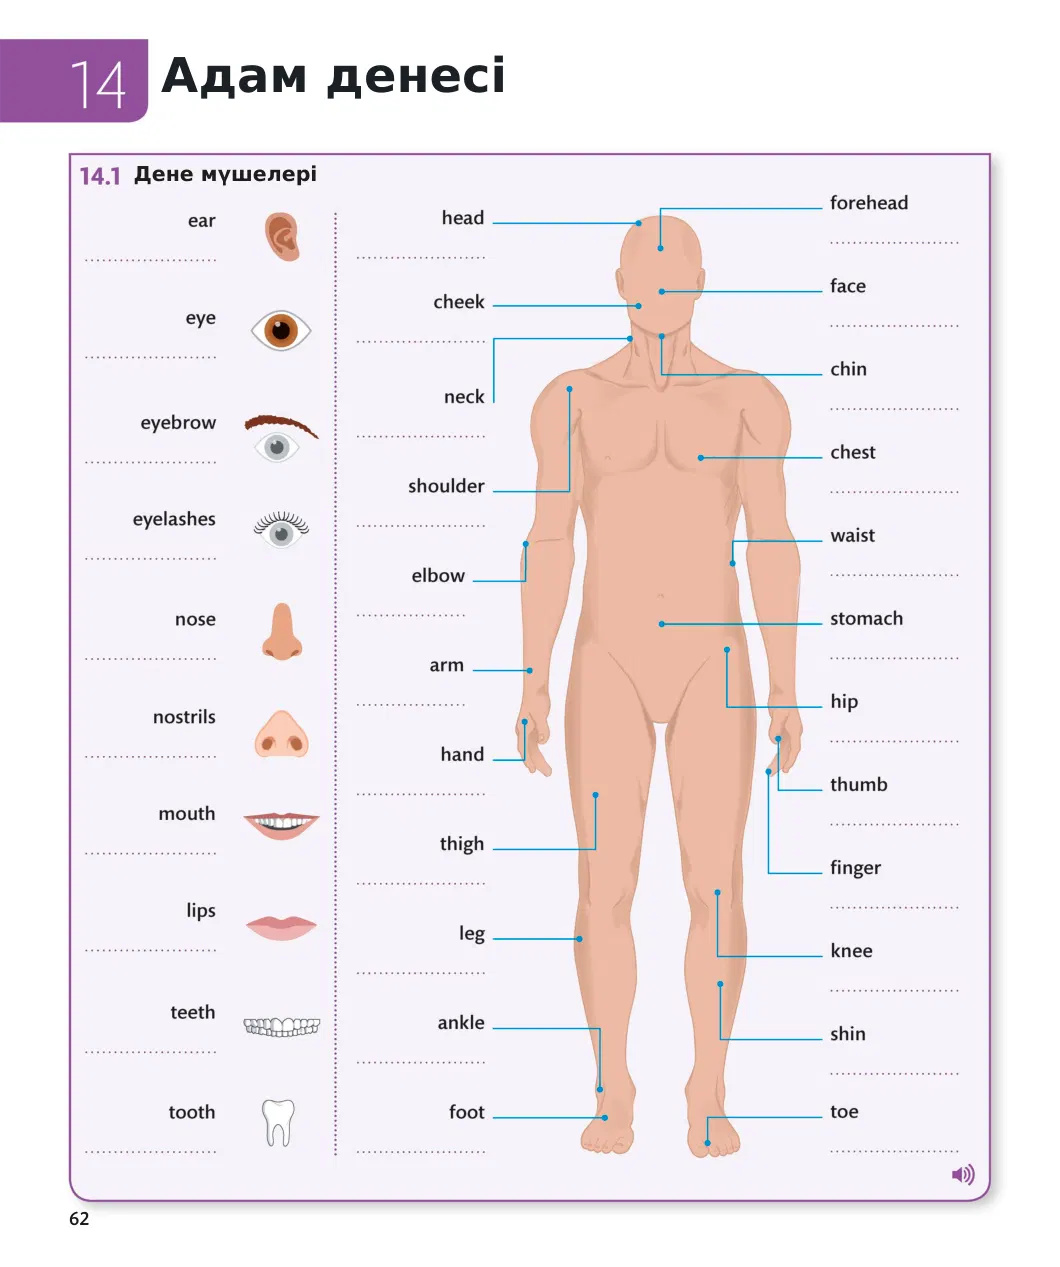 14
Адам денесі
14.1 Дене мүшелері
ear
eye
eyebrow
eyelashes
nose
nostrils
mouth
lips
teeth
tooth
head
cheek
neck
shoulder
elbow
arm
hand
thigh
leg
ankle
foot
forehead
face
chin
chest
waist
stomach
hip
thumb
finger
knee
shin
toe
62